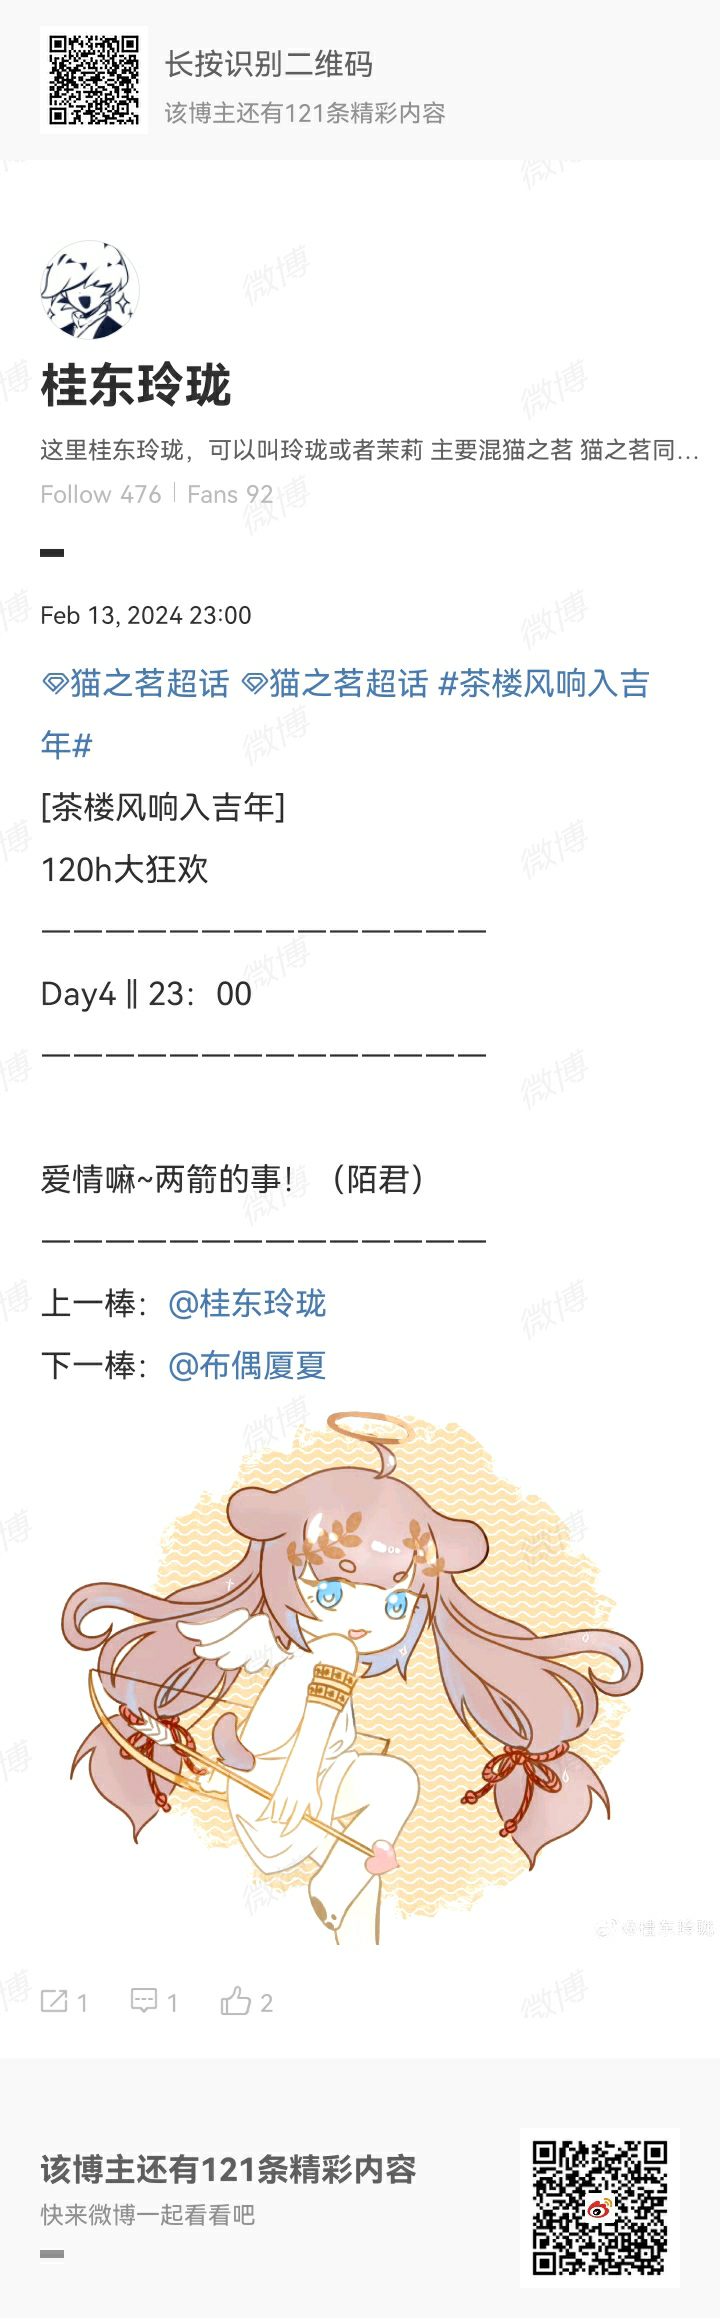 长按识别二维码
该博主还有121条精彩内容
桂东玲珑
这里桂东玲珑，可以叫玲珑或者茉莉 主要混猫之茗 猫之茗同...
Follow 476 | Fans 92
Feb 13, 2024 23:00
猫之茗超话 猫之茗超话 #茶楼风响入吉
年#
[茶楼风响入吉年]
120h大狂欢
——————————————
Day4 || 23：00
——————————————
爱情嘛~两箭的事！（陌君）
——————————————
上一棒：@桂东玲珑
下一棒：@布偶厦夏
@桂东玲珑
1 1 2
该博主还有121条精彩内容
快来微博一起看看吧
微博